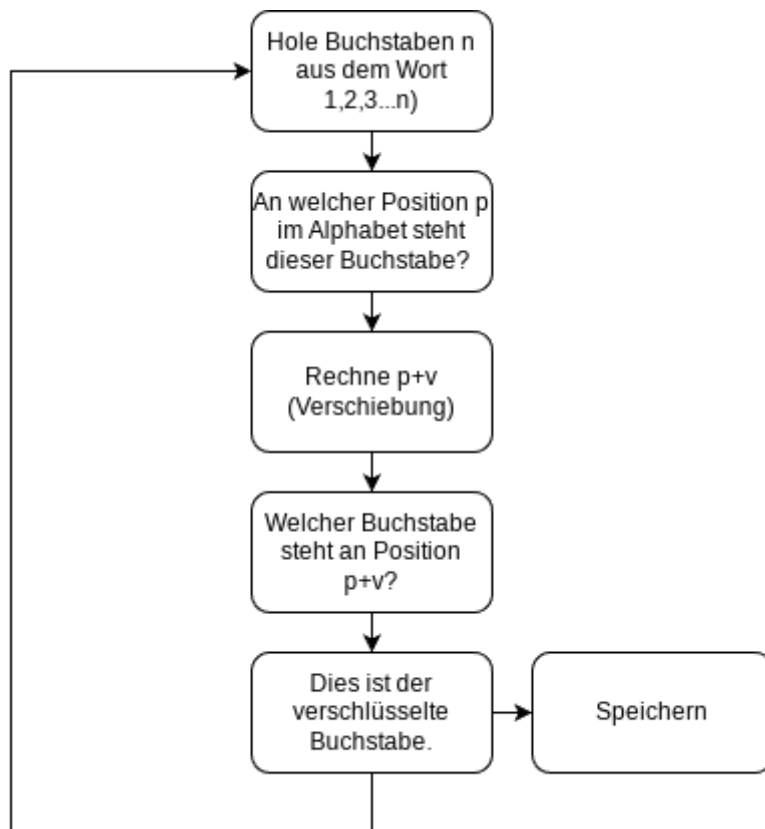 Hole Buchstaben n
aus dem Wort
1,2,3...n)
An welcher Position p
im Alphabet steht
dieser Buchstabe?
Rechne p+v
(Verschiebung)
Welcher Buchstabe
steht an Position
p+v?
Dies ist der
verschlüsselte
Buchstabe.
Speichern